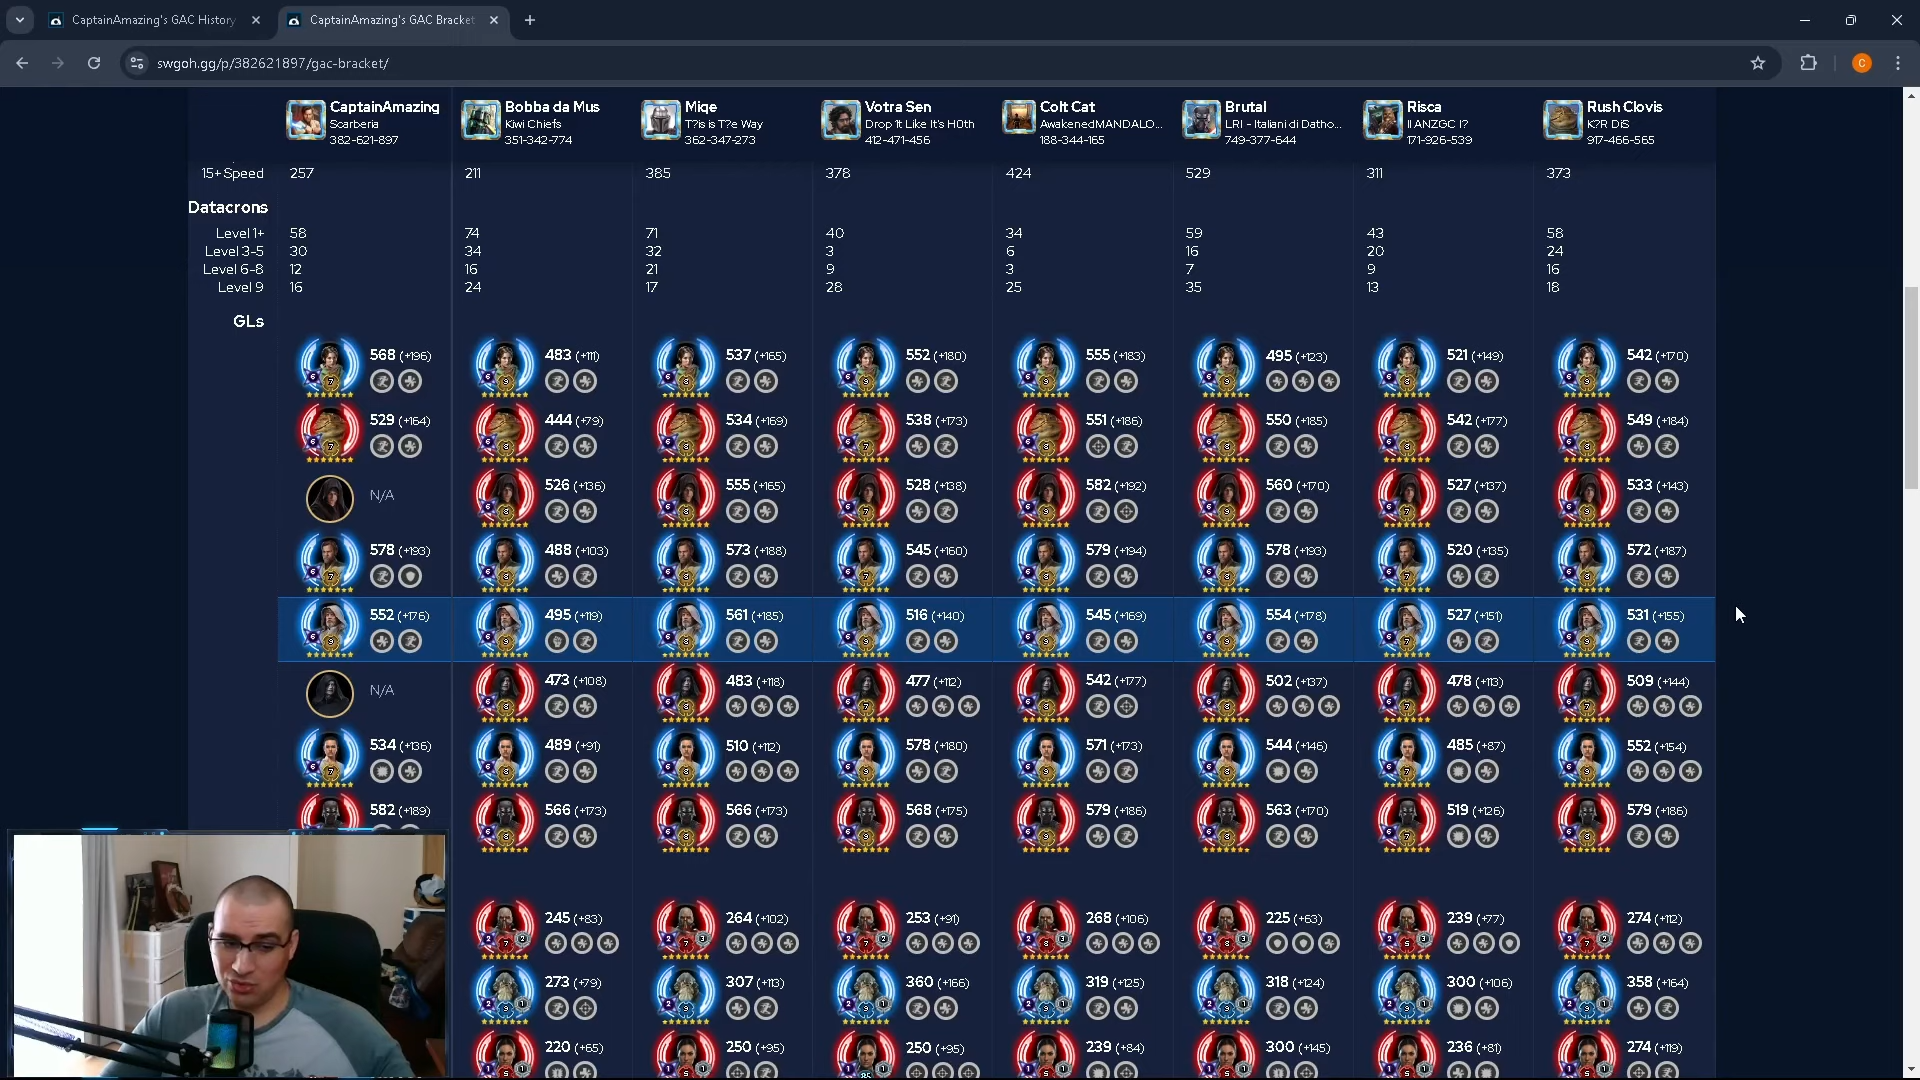 CaptainAmazing's GAC History
CaptainAmazing's GAC Bracket
swgoh.gg/p/382621897/gac-bracket/
C
CaptainAmazing
Scarberia
382-621-897
Bobba da Mus
Kiwi Chiefs
351-342-774
Miqe
T?is is T?e Way
362-347-273
Votra Sen
Drop 1t Like It's H0th
412-471-456
Colt Cat
AwakenedMANDALO...
188-344-165
Brutal
LRI - Italiani di Datho...
749-377-644
Risca
II ANZGC I?
171-926-539
Rush Clovis
K?R DiS
917-466-565
15+ Speed 257 211 385 378 424 529 311 373
Datacrons
Level 1+ 58 74 71 40 34 59 43 58
Level 3-5 30 34 32 3 6 16 20 24
Level 6-8 12 16 21 9 3 7 9 16
Level 9 16 24 17 28 25 35 13 18
GLs
568 (+196) 483 (+111) 537 (+165) 552 (+180) 555 (+183) 495 (+123) 521 (+149) 542 (+170)
529 (+164) 444 (+79) 534 (+169) 538 (+173) 551 (+186) 550 (+185) 542 (+177) 549 (+184)
N/A 526 (+136) 555 (+165) 528 (+138) 582 (+192) 560 (+170) 527 (+137) 533 (+143)
578 (+193) 488 (+103) 573 (+188) 545 (+160) 579 (+194) 578 (+193) 520 (+135) 572 (+187)
552 (+176) 495 (+119) 561 (+185) 516 (+140) 545 (+169) 554 (+178) 527 (+151) 531 (+155)
N/A 473 (+108) 483 (+118) 477 (+112) 542 (+177) 502 (+137) 478 (+113) 509 (+144)
534 (+136) 489 (+91) 510 (+112) 578 (+180) 571 (+173) 544 (+146) 485 (+87) 552 (+154)
582 (+189) 566 (+173) 566 (+173) 568 (+175) 579 (+186) 563 (+170) 519 (+126) 579 (+186)
245 (+83) 264 (+102) 253 (+91) 268 (+106) 225 (+63) 239 (+77) 274 (+112)
273 (+79) 307 (+113) 360 (+166) 319 (+125) 318 (+124) 300 (+106) 358 (+164)
220 (+65) 250 (+95) 250 (+95) 239 (+84) 300 (+145) 236 (+81) 274 (+119)